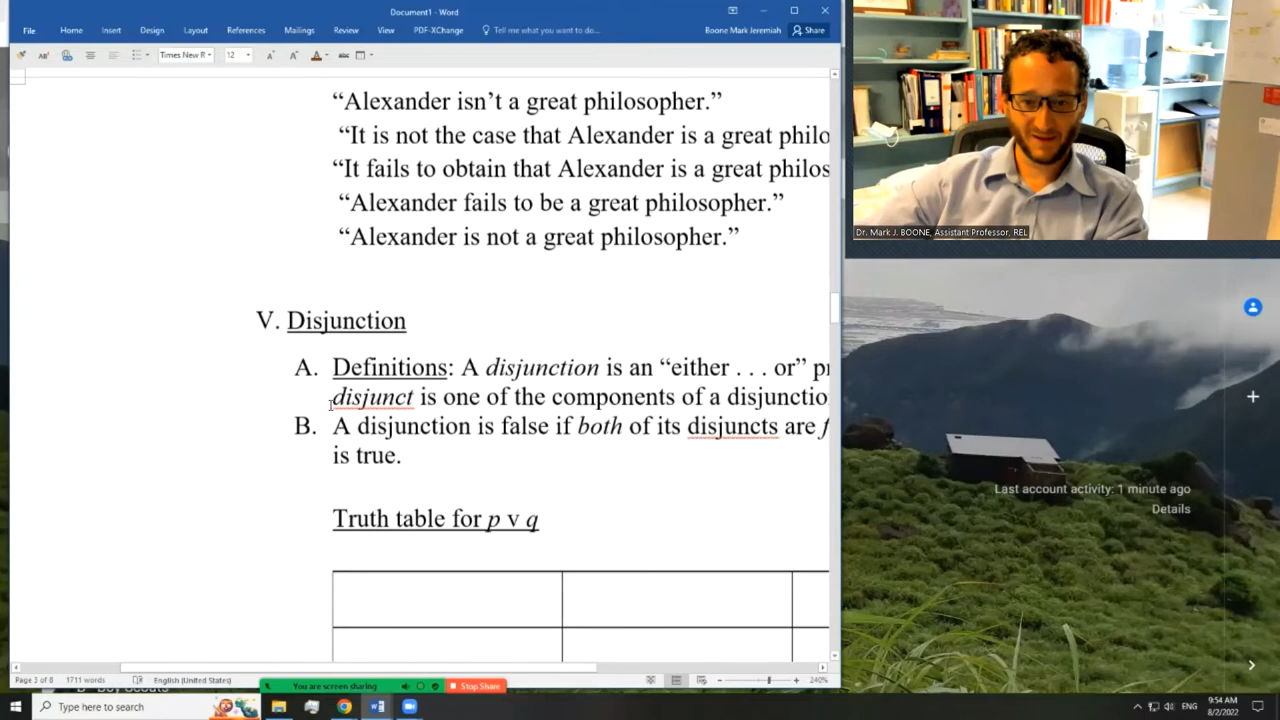 Document1 - Word
File Home Insert Design Layout References Mailings Review View PDF-XChange Tell me what you want to do... Boone Mark Jeremiah Share
Times New R 12
“Alexander isn’t a great philosopher.”
“It is not the case that Alexander is a great philo
“It fails to obtain that Alexander is a great philos
“Alexander fails to be a great philosopher.”
“Alexander is not a great philosopher.”
V. Disjunction
A. Definitions: A disjunction is an “either . . . or” pr
disjunct is one of the components of a disjunctio
B. A disjunction is false if both of its disjuncts are f
is true.
Truth table for p v q
Page 3 of 8 1711 words English (United States) 240%
You are screen sharing Stop Share
Type here to search
ENG
9:54 AM
8/2/2022
Dr. Mark J. BOONE, Assistant Professor, REL
Last account activity: 1 minute ago
Details